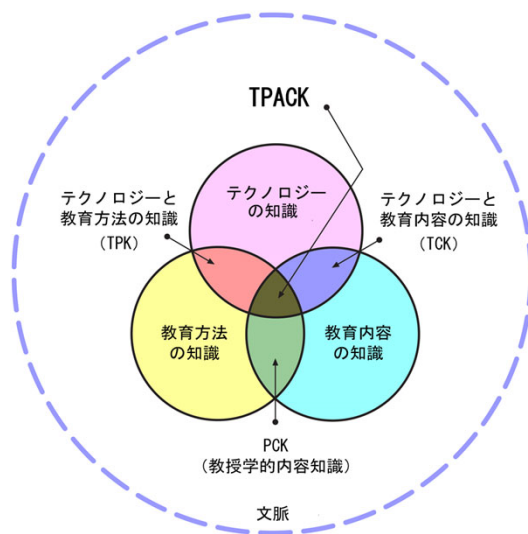 TPACK
テクノロジーと
教育方法の知識
(TPK)
テクノロジー
の知識
テクノロジーと
教育内容の知識
(TCK)
教育方法
の知識
教育内容
の知識
PCK
(教授学的内容知識)
文脈